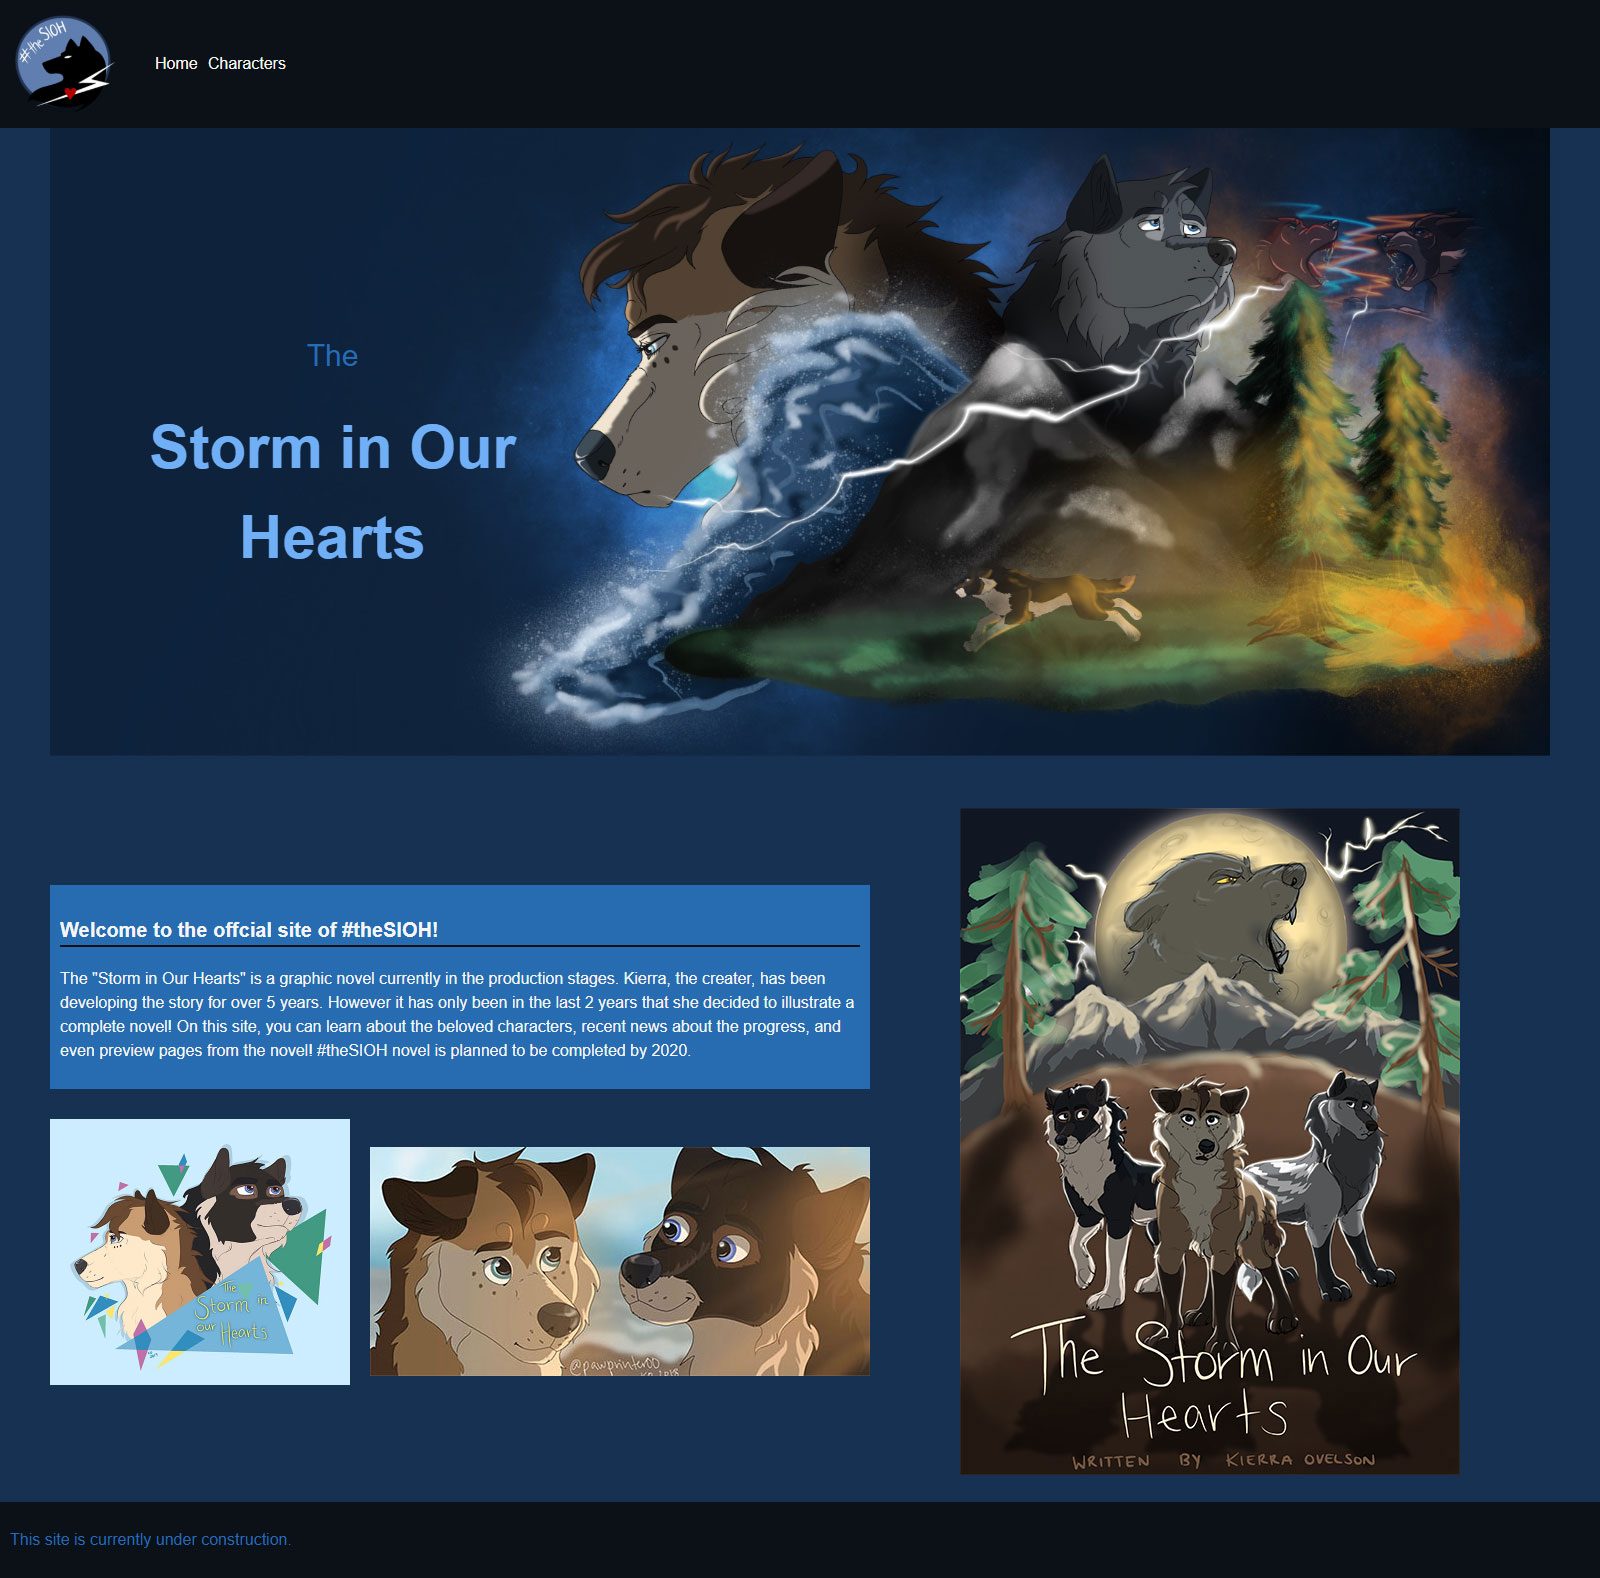 #theSIOH
Home Characters
The
Storm in Our
Hearts
Welcome to the offcial site of #theSIOH!
The "Storm in Our Hearts" is a graphic novel currently in the production stages. Kierra, the creater, has been
developing the story for over 5 years. However it has only been in the last 2 years that she decided to illustrate a
complete novel! On this site, you can learn about the beloved characters, recent news about the progress, and
even preview pages from the novel! #theSIOH novel is planned to be completed by 2020.
The
Storm in
our Hearts
@pawprinter00
The Storm in Our
Hearts
WRITTEN BY KIERRA OVELSON
This site is currently under construction.